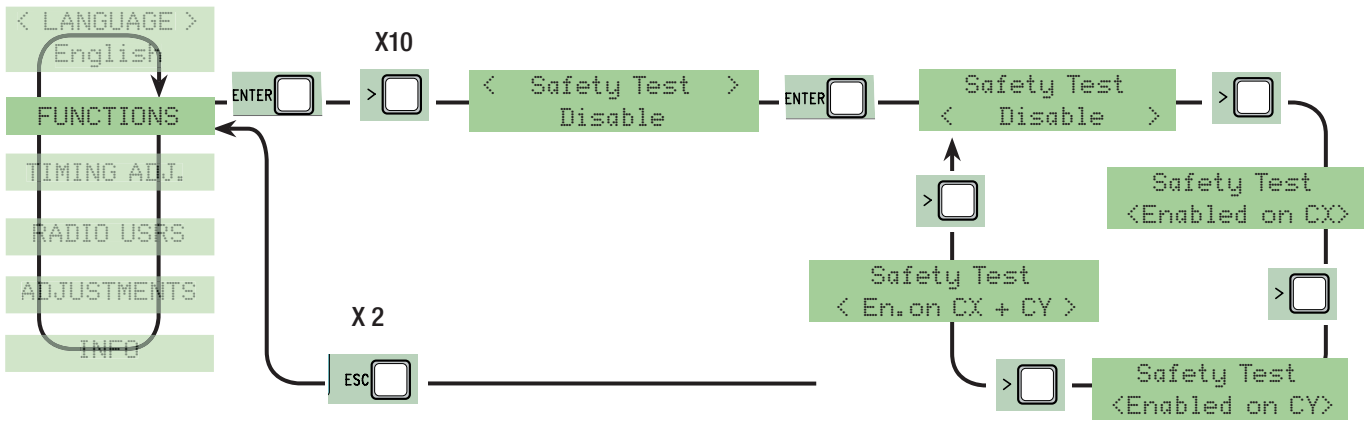 < LANGUAGE >
English
FUNCTIONS
TIMING ADJ.
RADIO USRS
ADJUSTMENTS
INFO
ENTER
X10
>
< Safety Test >
Disable
ENTER
Safety Test
< Disable >
>
Safety Test
<Enabled on CX>
>
Safety Test
<Enabled on CY>
>
Safety Test
< En.on CX + CY >
>
X 2
ESC